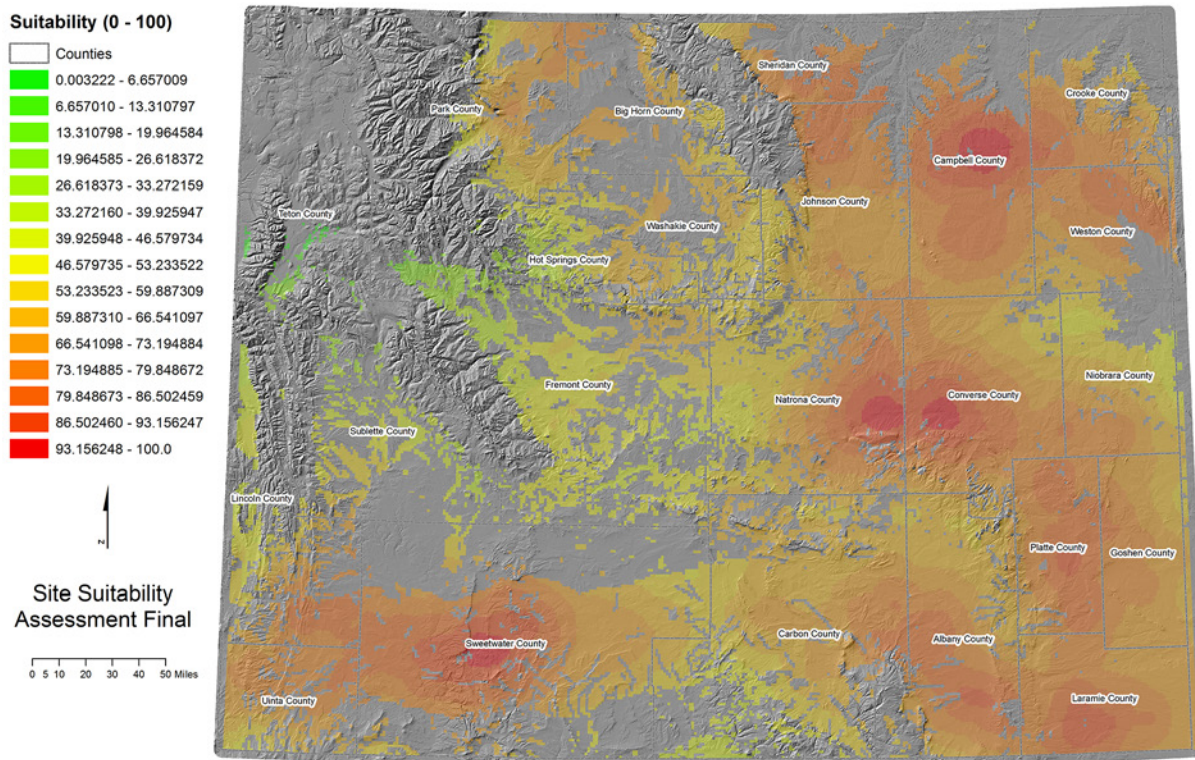 Suitability (0 - 100)
Counties
0.003222 - 6.657009
6.657010 - 13.310797
13.310798 - 19.964584
19.964585 - 26.618372
26.618373 - 33.272159
33.272160 - 39.925947
39.925948 - 46.579734
46.579735 - 53.233522
53.233523 - 59.887309
59.887310 - 66.541097
66.541098 - 73.194884
73.194885 - 79.848672
79.848673 - 86.502459
86.502460 - 93.156247
93.156248 - 100.0
N
Site Suitability
Assessment Final
0 5 10 20 30 40 50 Miles
Sheridan County
Crooke County
Park County
Big Horn County
Campbell County
Johnson County
Teton County
Washakie County
Weston County
Hot Springs County
Fremont County
Niobrara County
Natrona County
Converse County
Sublette County
Lincoln County
Platte County
Goshen County
Sweetwater County
Carbon County
Albany County
Uinta County
Laramie County